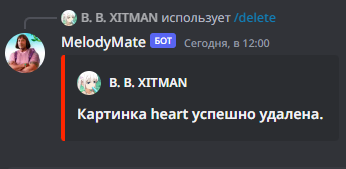 B. B. XITMAN использует /delete
MelodyMate БОТ Сегодня, в 12:00
B. B. XITMAN
Картинка heart успешно удалена.